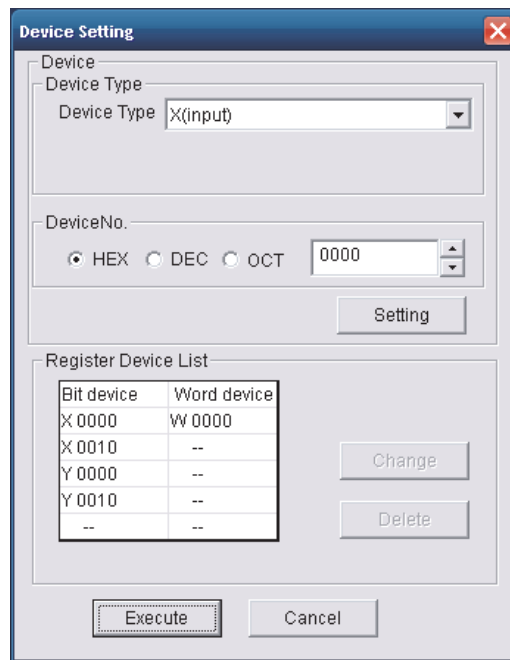 Device Setting
Device
Device Type
Device Type X(input)
DeviceNo.
HEX DEC OCT 0000
Setting
Register Device List
Bit device Word device
X 0000 W 0000
X 0010 --
Y 0000 --
Y 0010 --
-- --
Change
Delete
Execute Cancel